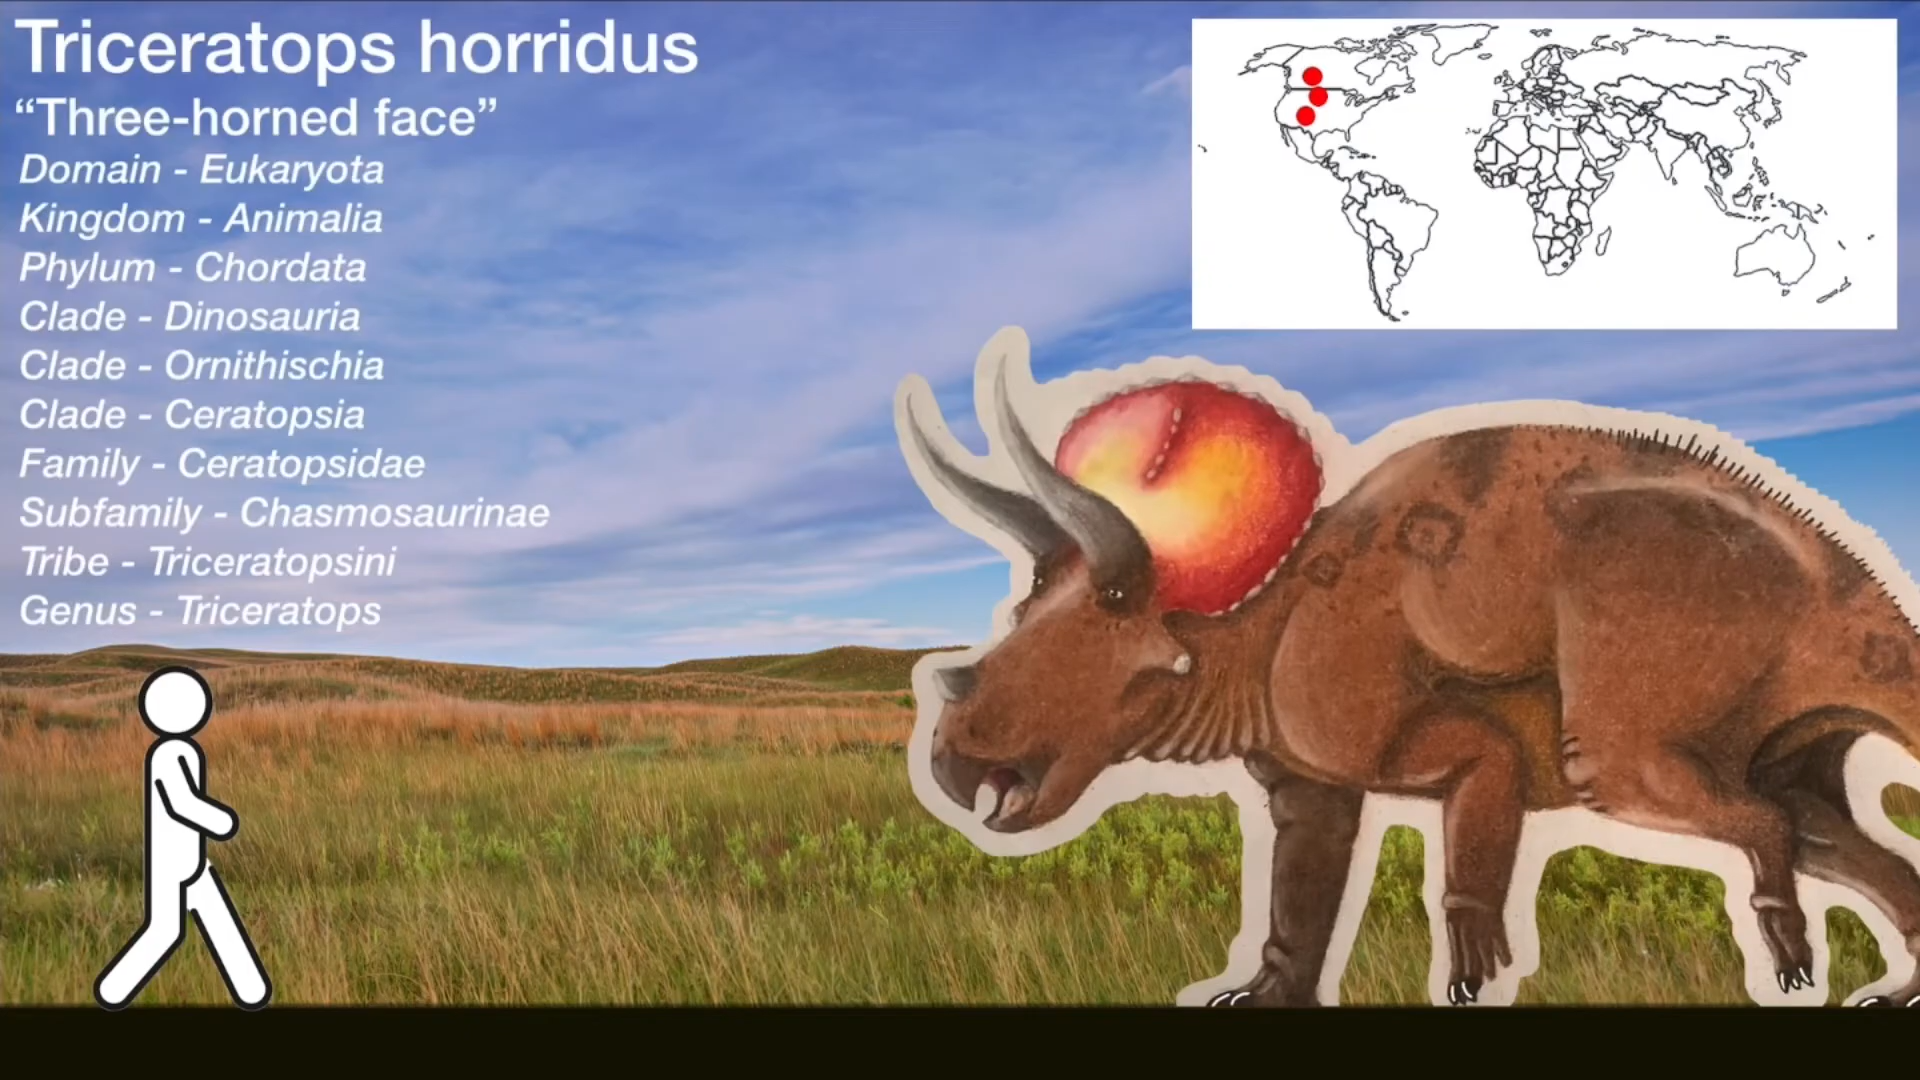 Triceratops horridus
“Three-horned face”
Domain - Eukaryota
Kingdom - Animalia
Phylum - Chordata
Clade - Dinosauria
Clade - Ornithischia
Clade - Ceratopsia
Family - Ceratopsidae
Subfamily - Chasmosaurinae
Tribe - Triceratopsini
Genus - Triceratops